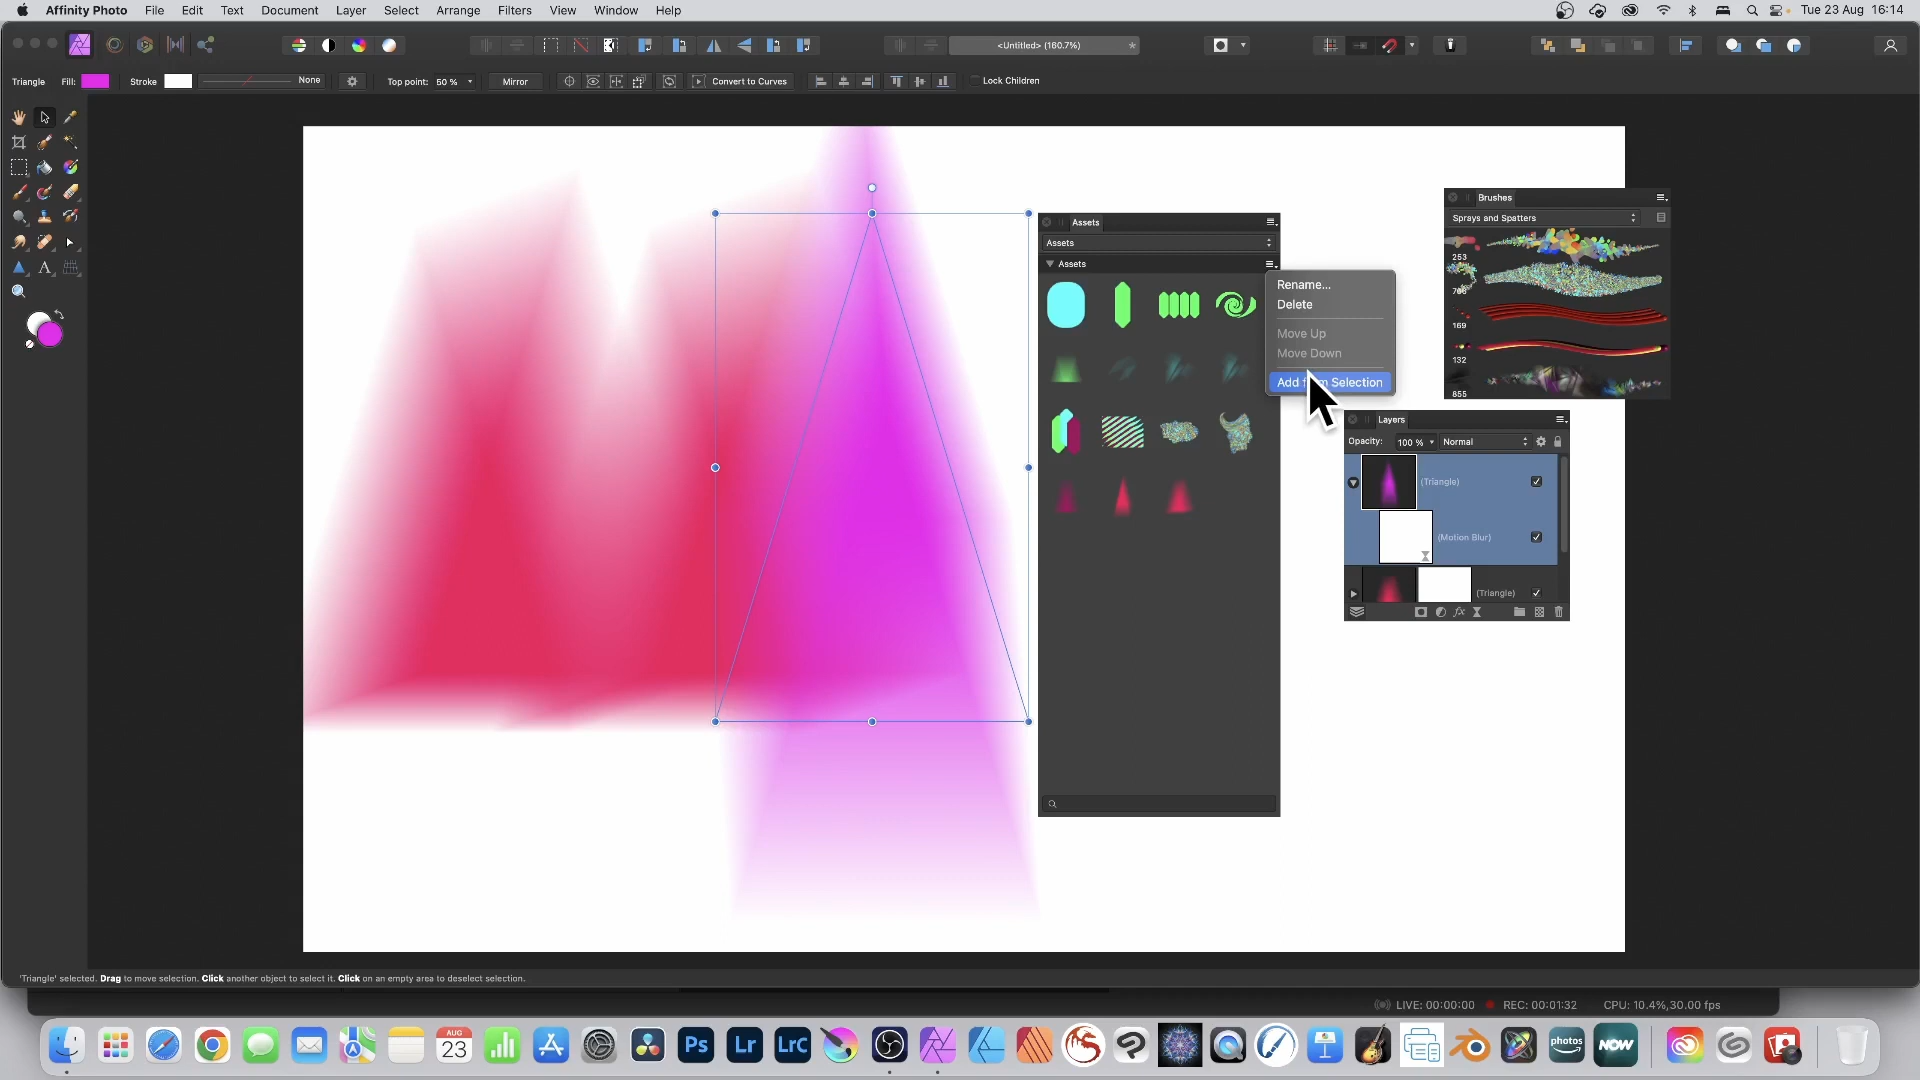 Affinity Photo File Edit Text Document Layer Select Arrange Filters View Window Help Tue 23 Aug 16:14
<Untitled> (160.7%)
Triangle Fill: Stroke None Top point: 50 % Mirror Convert to Curves Lock Children
Brushes
Sprays and Spatters
253
169
132
855
Assets
Assets
Assets
Rename...
Delete
Move Up
Move Down
Add Selection
Layers
Opacity: 100 % Normal
(Triangle)
(Motion Blur)
(Triangle)
'Triangle' selected. Drag to move selection. Click another object to select it. Click on an empty area to deselect selection.
LIVE: 00:00:00 REC: 00:01:32 CPU: 10.4%,30.00 fps
AUG
23
Ps
Lr
LrC
photos
NOW